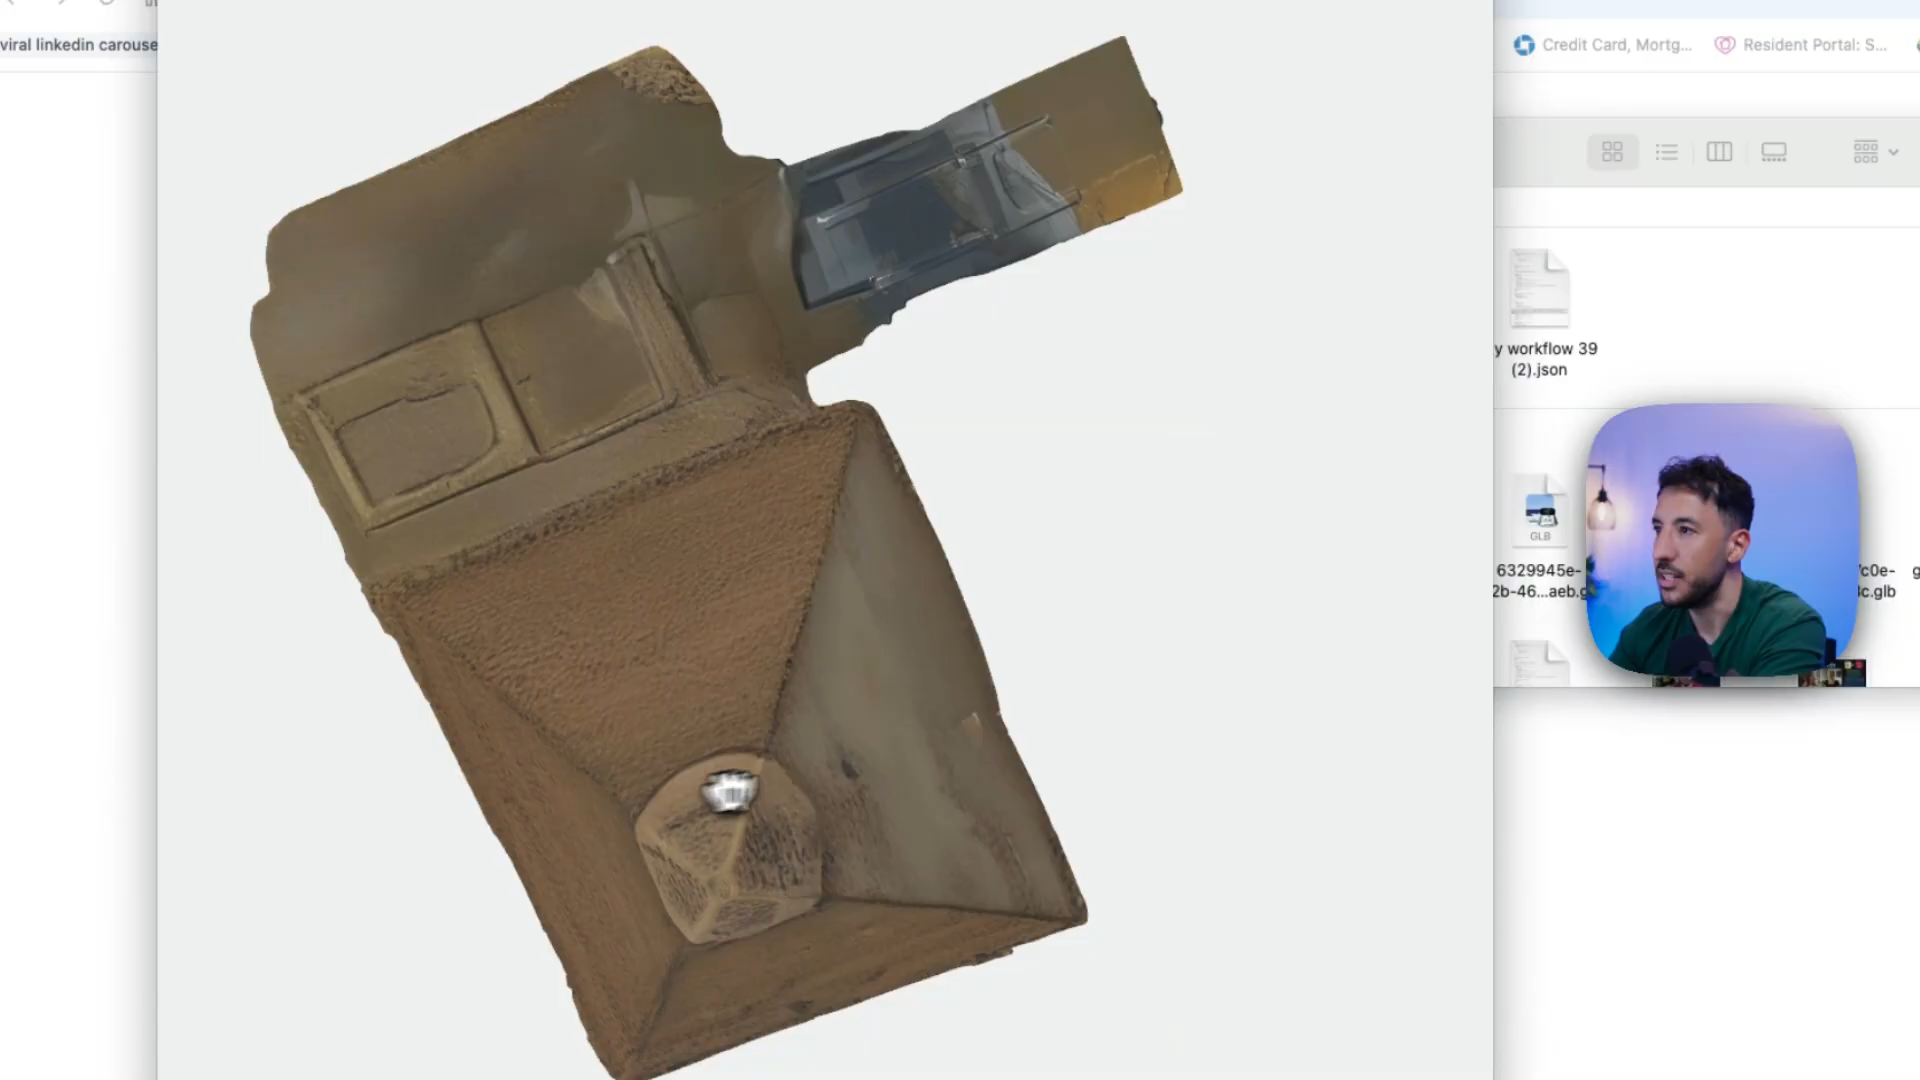 viral linkedin carouse
Credit Card, Mortg...
Resident Portal: S...
y workflow 39
(2).json
GLB
6329945e-
2b-46...aeb.g
c0e-
c.glb